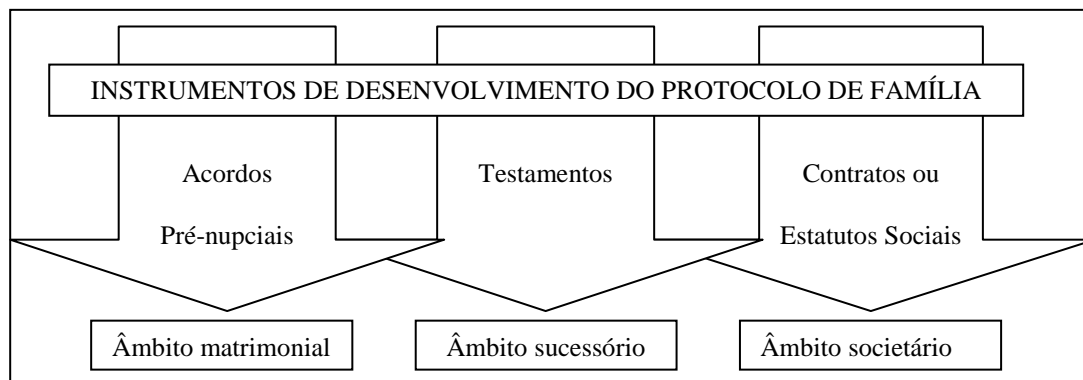 INSTRUMENTOS DE DESENVOLVIMENTO DO PROTOCOLO DE FAMÍLIA
Acordos
Pré-nupciais
Testamentos
Contratos ou
Estatutos Sociais
Âmbito matrimonial
Âmbito sucessório
Âmbito societário